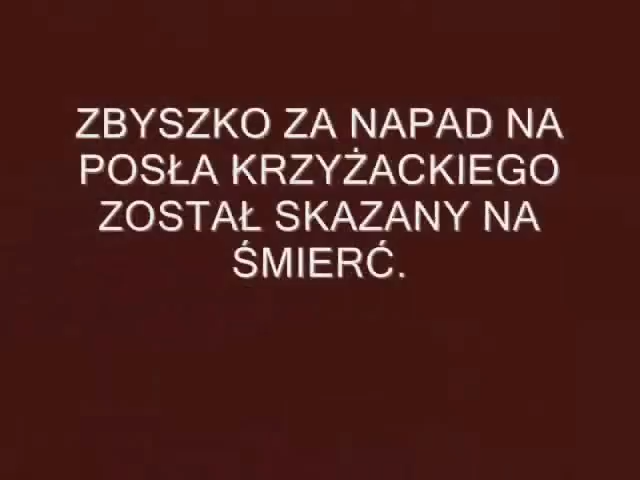 ZBYSZKO ZA NAPAD NA
POSŁA KRZYŻACKIEGO
ZOSTAŁ SKAZANY NA
ŚMIERĆ.